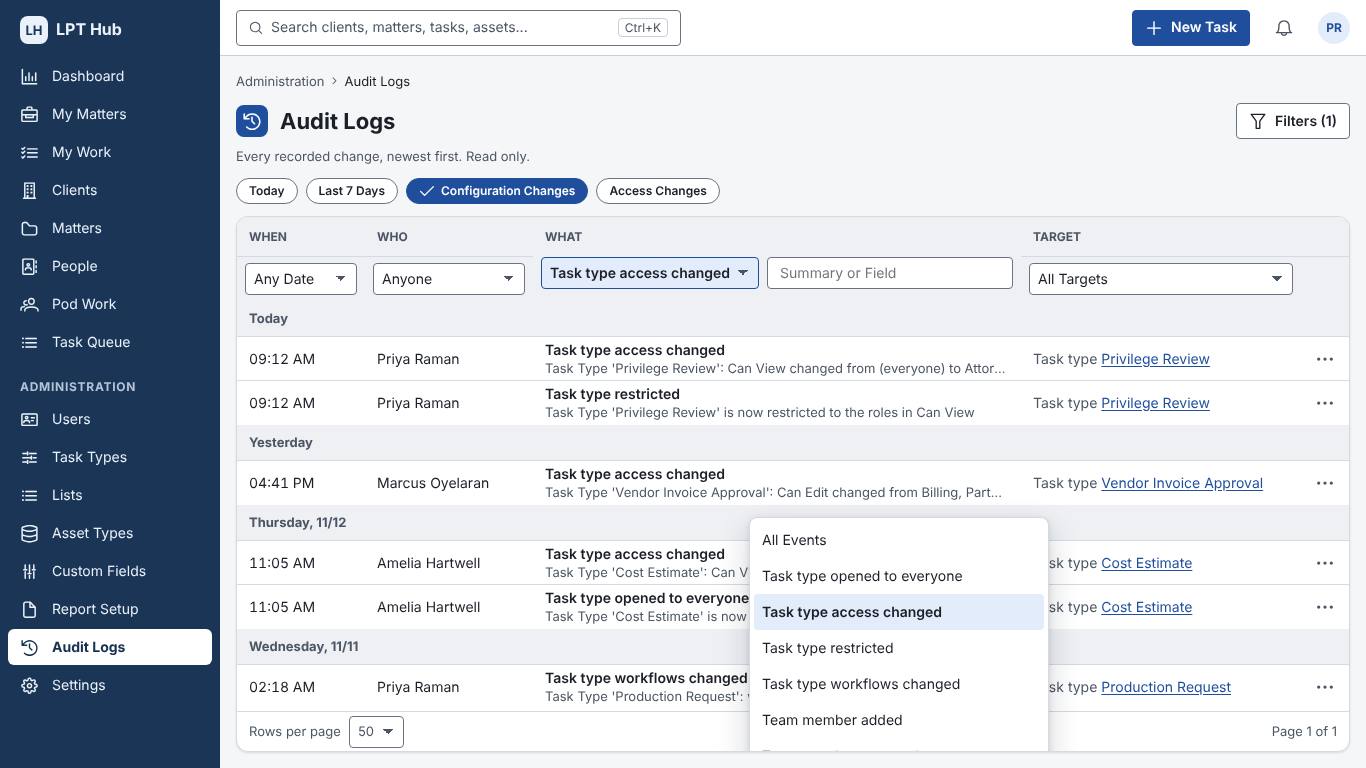 LH LPT Hub
Search clients, matters, tasks, assets... Ctrl+K
New Task
PR
Dashboard
My Matters
My Work
Clients
Matters
People
Pod Work
Task Queue
ADMINISTRATION
Users
Task Types
Lists
Asset Types
Custom Fields
Report Setup
Audit Logs
Settings
Administration › Audit Logs
Audit Logs
Filters (1)
Every recorded change, newest first. Read only.
Today Last 7 Days Configuration Changes Access Changes
WHEN WHO WHAT TARGET
Any Date Anyone Task type access changed Summary or Field All Targets
Today
09:12 AM Priya Raman Task type access changed Task type Privilege Review
Task Type 'Privilege Review': Can View changed from (everyone) to Attor...
09:12 AM Priya Raman Task type restricted Task type Privilege Review
Task Type 'Privilege Review' is now restricted to the roles in Can View
Yesterday
04:41 PM Marcus Oyelaran Task type access changed Task type Vendor Invoice Approval
Task Type 'Vendor Invoice Approval': Can Edit changed from Billing, Part...
Thursday, 11/12
11:05 AM Amelia Hartwell Task type access changed sk type Cost Estimate
Task Type 'Cost Estimate': Can V
11:05 AM Amelia Hartwell Task type opened to everyone sk type Cost Estimate
Task Type 'Cost Estimate' is now
Wednesday, 11/11
02:18 AM Priya Raman Task type workflows changed sk type Production Request
Task Type 'Production Request':
All Events
Task type opened to everyone
Task type access changed
Task type restricted
Task type workflows changed
Team member added
Rows per page 50
Page 1 of 1